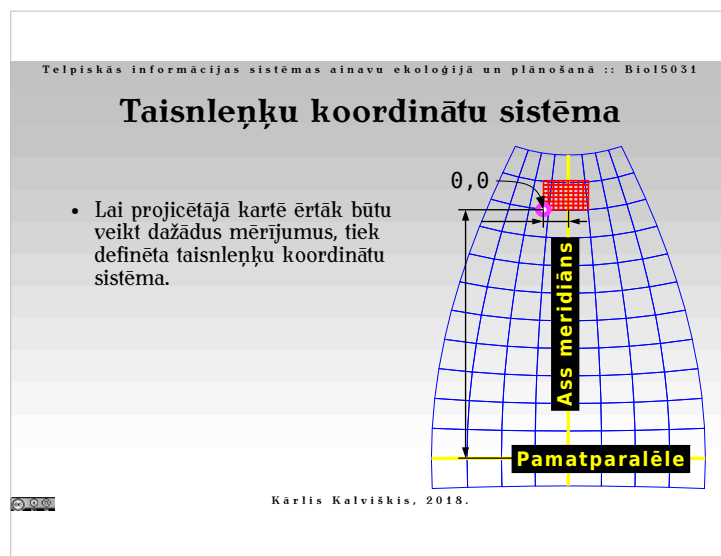 Telpiskās informācijas sistēmas ainavu ekoloģijā un plānošanā :: Biol5031
Taisnleņķu koordinātu sistēma
0,0
• Lai projicētājā kartē ērtāk būtu
veikt dažādus mērījumus, tiek
definēta taisnleņķu koordinātu
sistēma.
Ass meridiāns
Pamatparalēle
Kārlis Kalviškis, 2018.